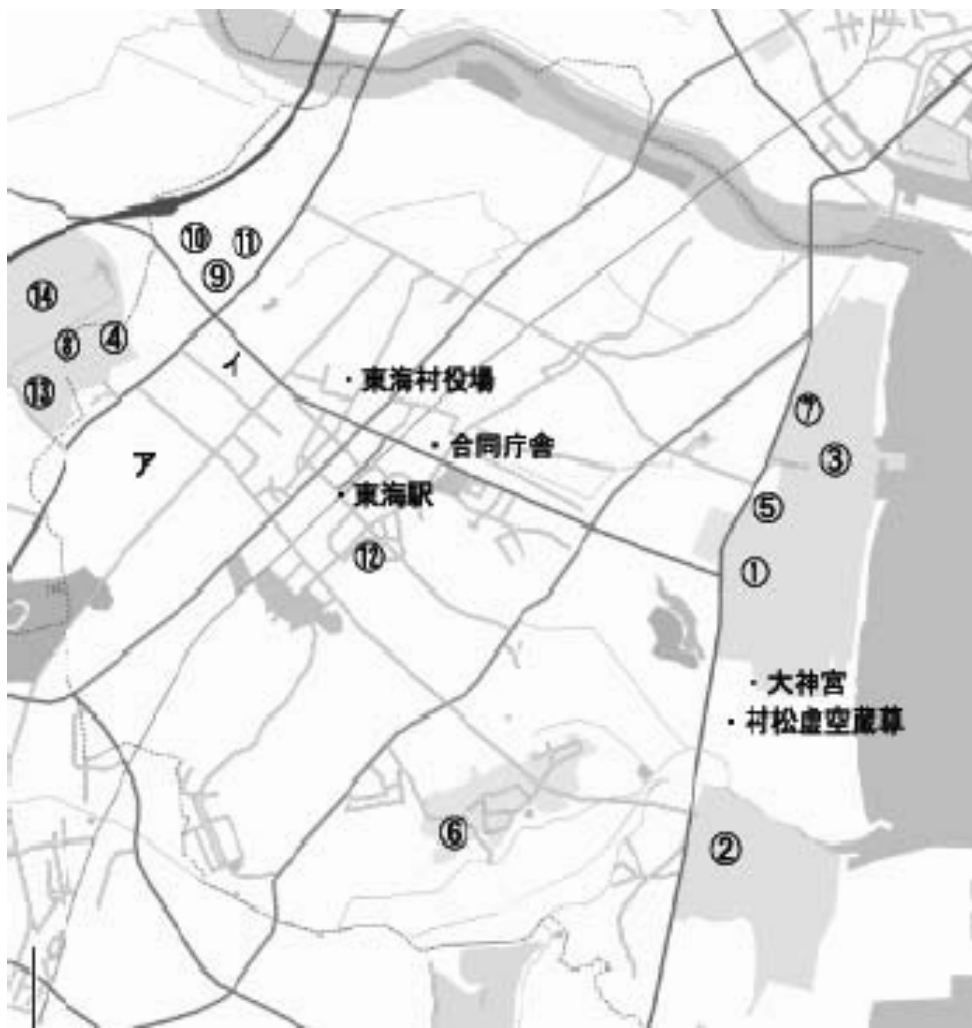 ⑩
⑪
⑨
⑭
⑧
④
⑬
イ
・東海村役場
⑦
ア
・合同庁舎
③
・東海駅
⑤
⑫
①
・大神宮
・村松虚空蔵尊
⑥
②